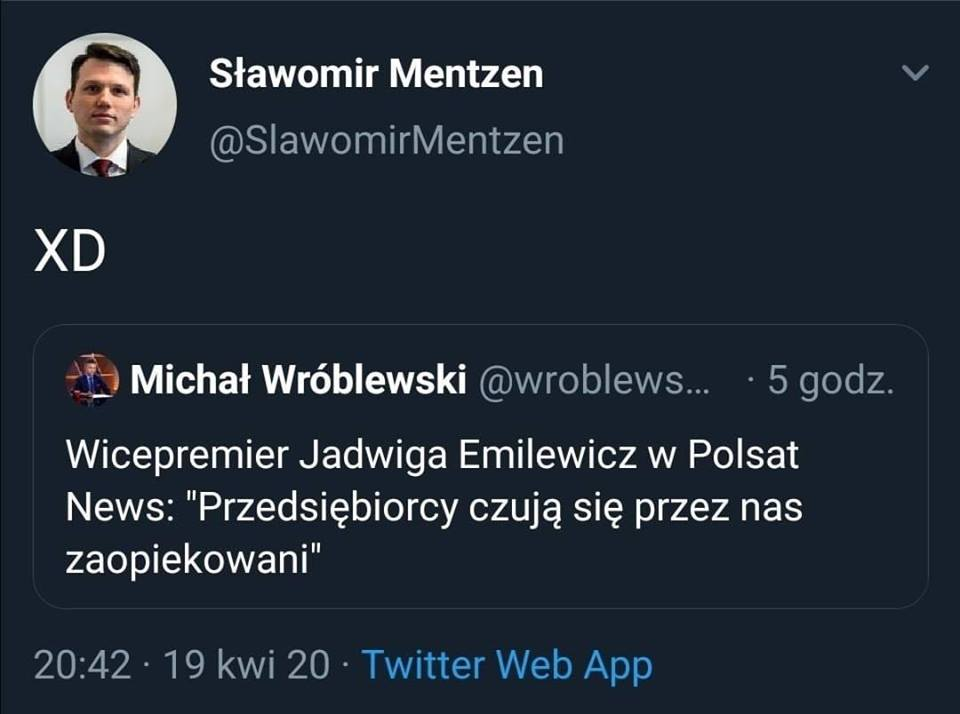 Sławomir Mentzen
@SlawomirMentzen
XD
Michał Wróblewski @wroblews... · 5 godz.
Wicepremier Jadwiga Emilewicz w Polsat
News: "Przedsiębiorcy czują się przez nas
zaopiekowani"
20:42 · 19 kwi 20 · Twitter Web App